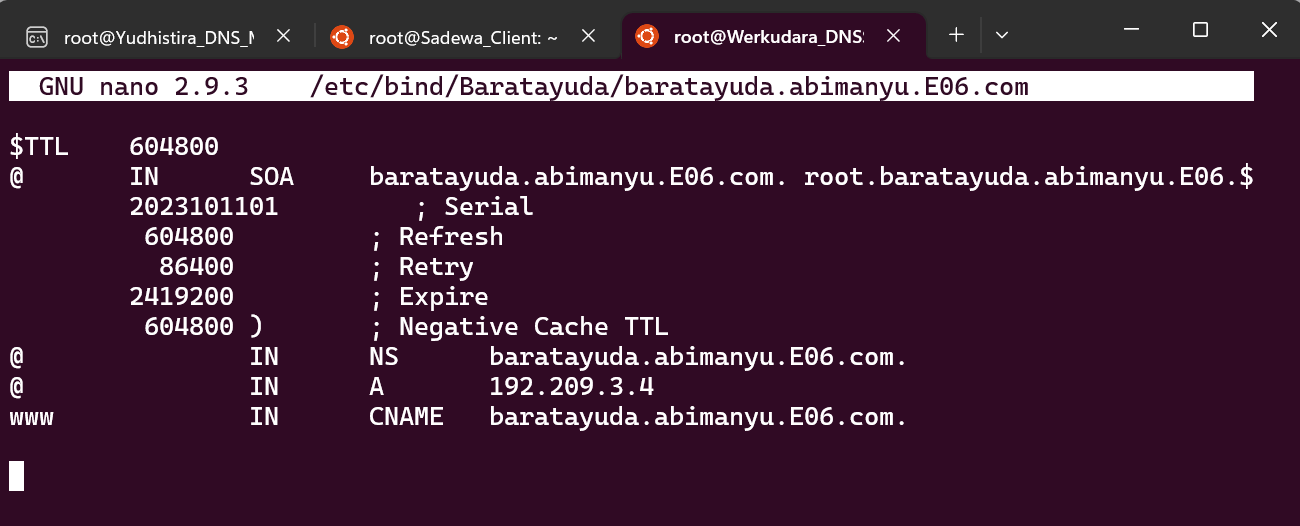 root@Yudhistira_DNS_M root@Sadewa_Client: ~ root@Werkudara_DNS
GNU nano 2.9.3 /etc/bind/Baratayuda/baratayuda.abimanyu.E06.com
$TTL 604800
@ IN SOA baratayuda.abimanyu.E06.com. root.baratayuda.abimanyu.E06.$
2023101101 ; Serial
604800 ; Refresh
86400 ; Retry
2419200 ; Expire
604800 ) ; Negative Cache TTL
@ IN NS baratayuda.abimanyu.E06.com.
@ IN A 192.209.3.4
www IN CNAME baratayuda.abimanyu.E06.com.